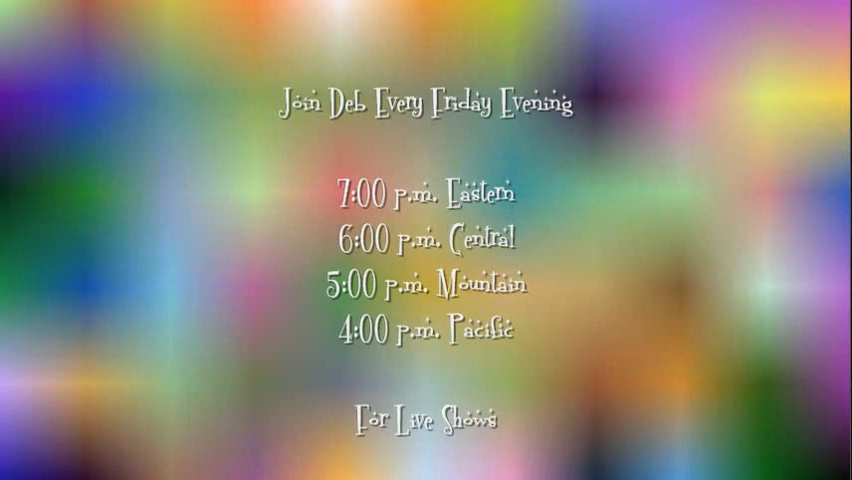 Join Deb Every Friday Evening
7:00 p.m. Eastern
6:00 p.m. Central
5:00 p.m. Mountain
4:00 p.m. Pacific
For Live Shows